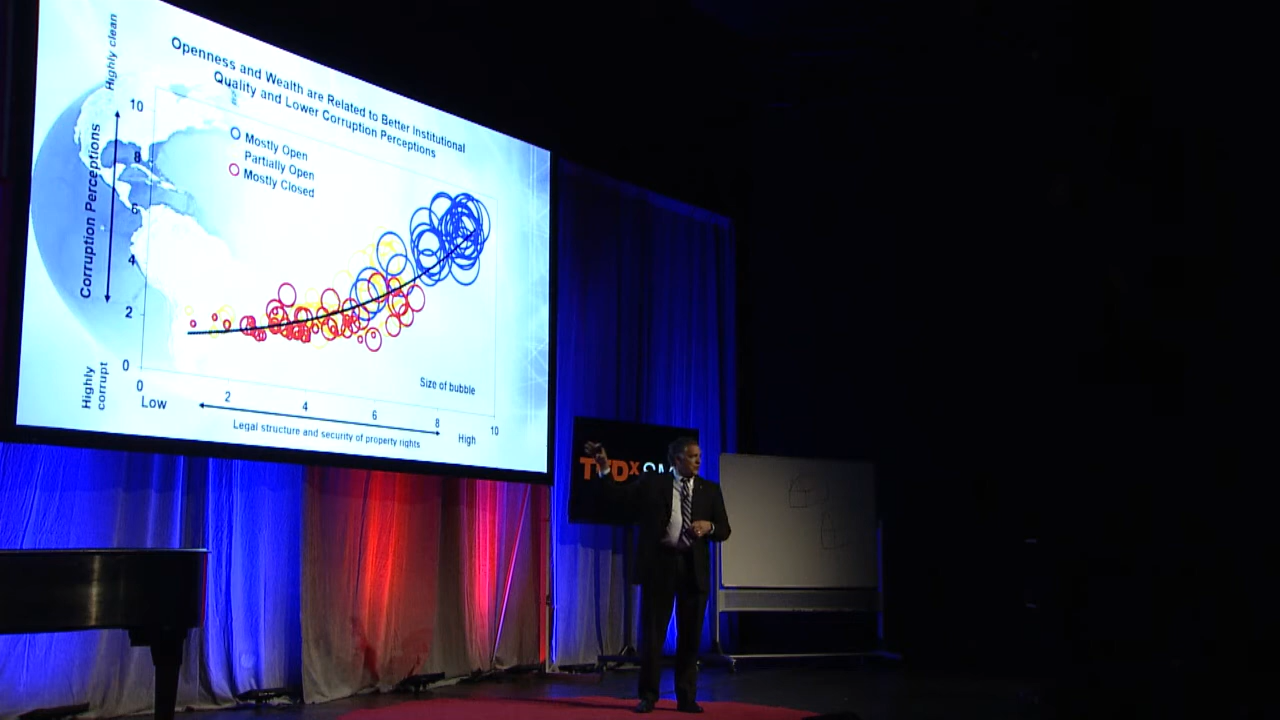 Openness and Wealth are Related to Better Institutional
Quality and Lower Corruption Perceptions
Highly clean
Corruption Perceptions
Highly
corrupt
10
8
6
4
2
0
Mostly Open
Partially Open
Mostly Closed
Size of bubble
0
2
4
6
8
10
Low
High
Legal structure and security of property rights
TEDx